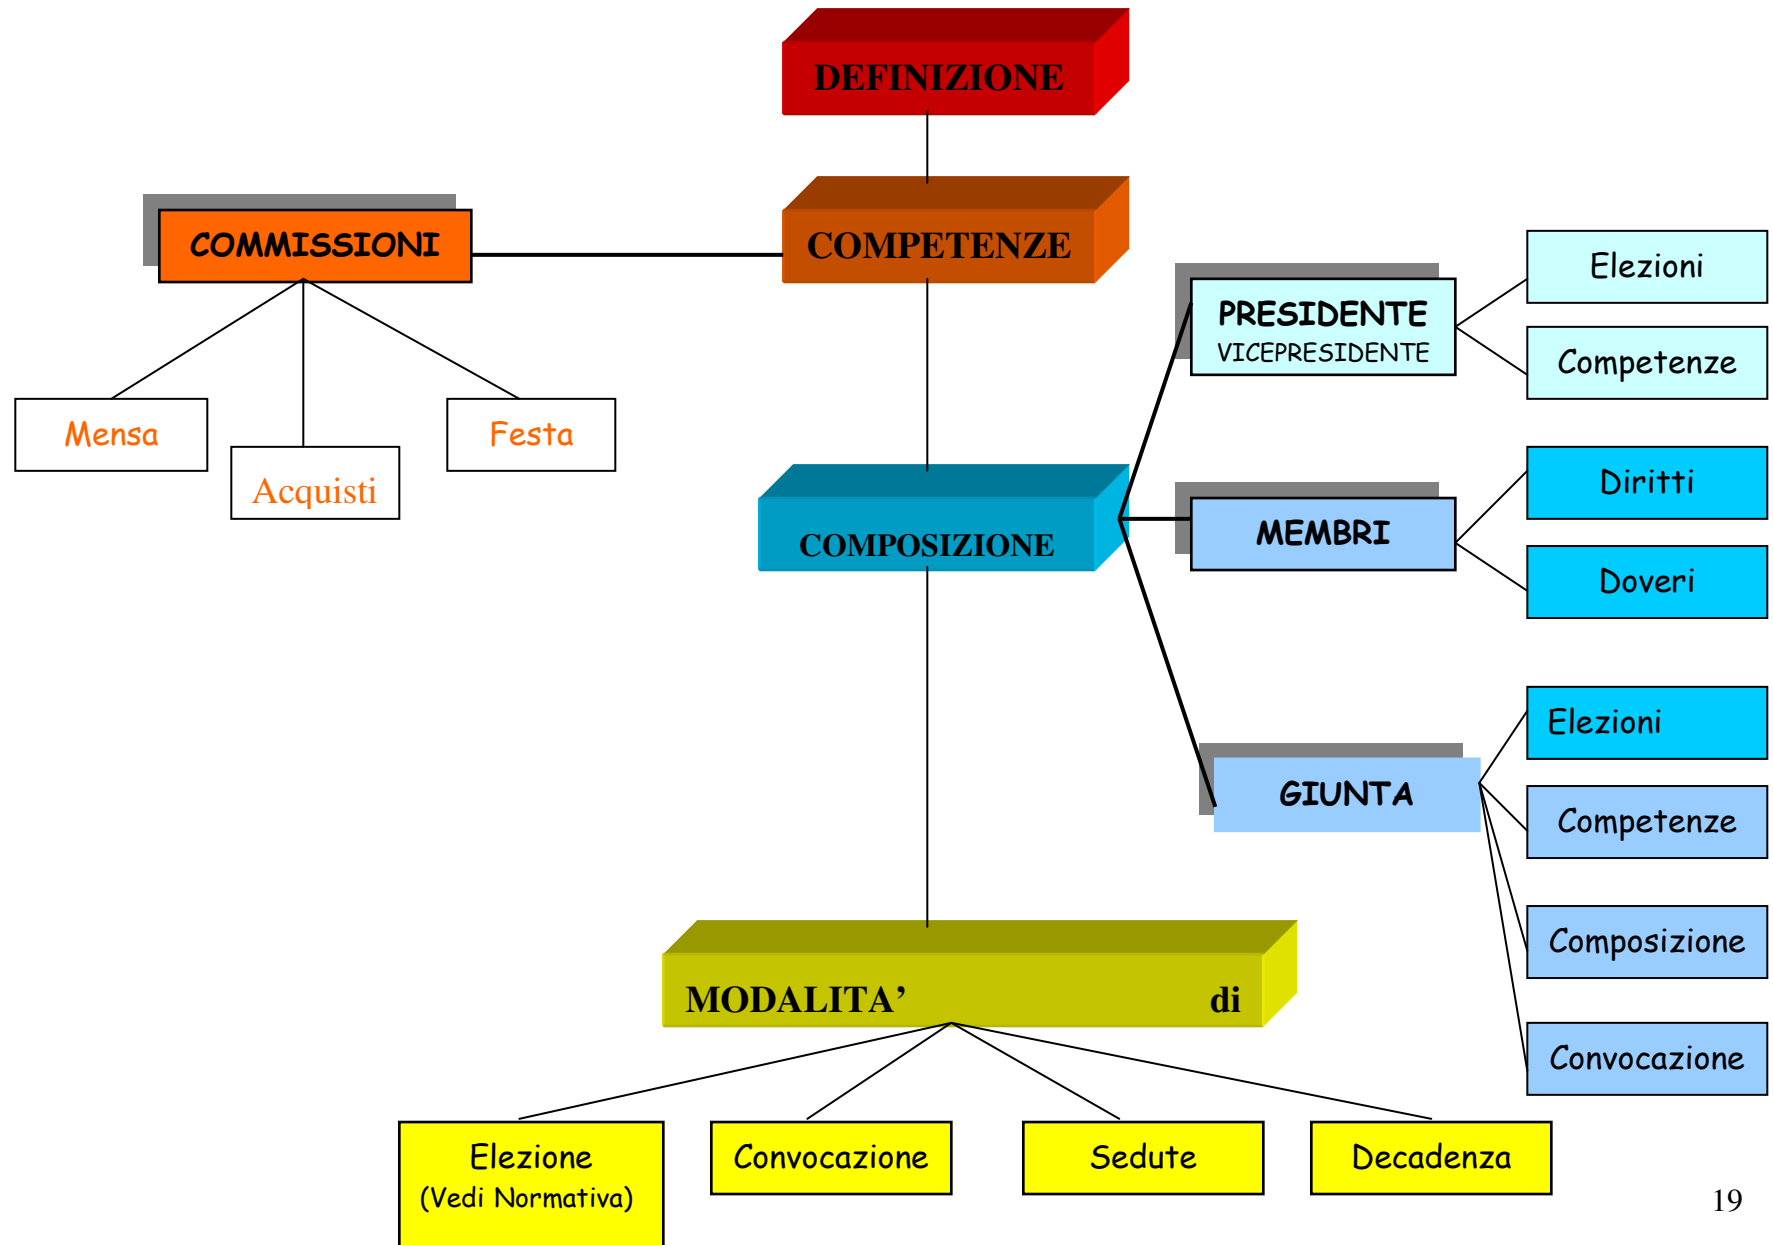 DEFINIZIONE
COMMISSIONI
COMPETENZE
Mensa
Acquisti
Festa
PRESIDENTE
VICEPRESIDENTE
Elezioni
Competenze
COMPOSIZIONE
MEMBRI
Diritti
Doveri
GIUNTA
Elezioni
Competenze
Composizione
Convocazione
MODALITA’ di
Elezione
(Vedi Normativa)
Convocazione
Sedute
Decadenza
19